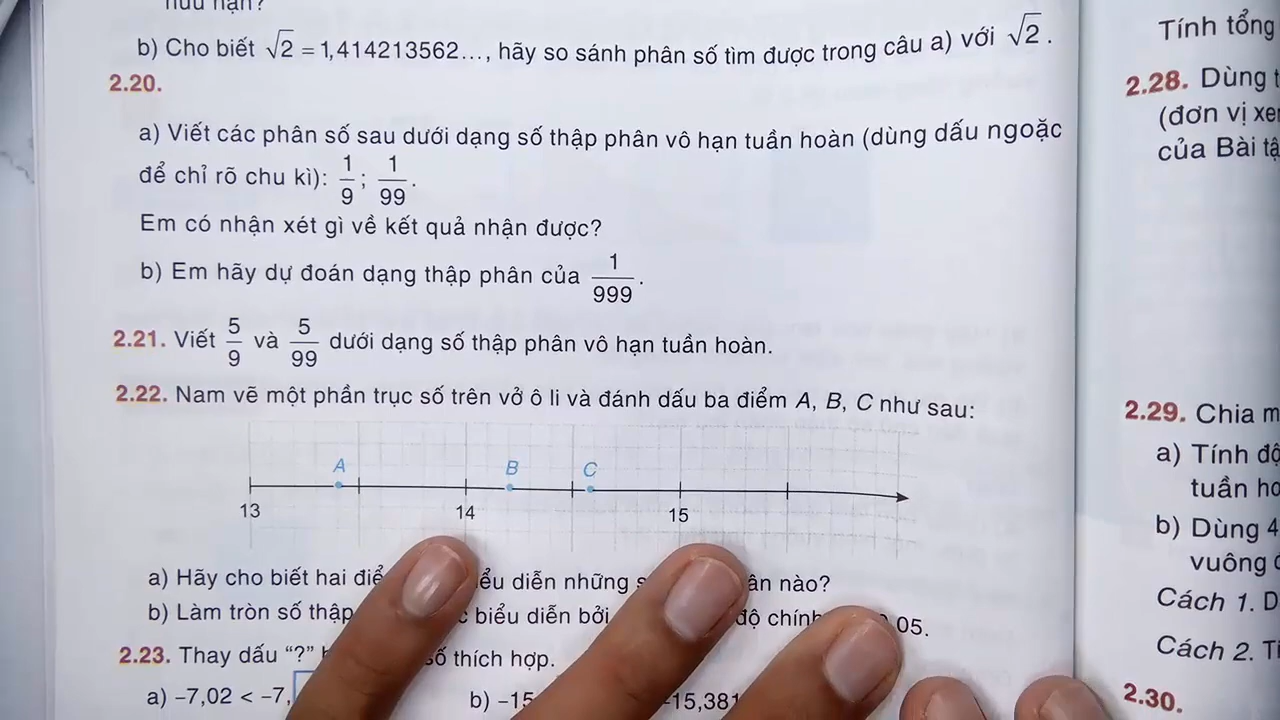 b) Cho biết √2 = 1,414213562..., hãy so sánh phân số tìm được trong câu a) với √2.
2.20.
a) Viết các phân số sau dưới dạng số thập phân vô hạn tuần hoàn (dùng dấu ngoặc
để chỉ rõ chu kì): 1/9; 1/99.
Em có nhận xét gì về kết quả nhận được?
b) Em hãy dự đoán dạng thập phân của 1/999.
2.21. Viết 5/9 và 5/99 dưới dạng số thập phân vô hạn tuần hoàn.
2.22. Nam vẽ một phần trục số trên vở ô li và đánh dấu ba điểm A, B, C như sau:
A B C
13 14 15
a) Hãy cho biết hai biểu diễn những nào?
b) Làm tròn số thập biểu diễn bởi độ chính 05.
2.23. Thay dấu "?" số thích hợp.
a) –7,02 < –7, b) –15 –15,381
Tính tổng
2.28. Dùng
(đơn vị
của Bài
2.29. Chia
a) Tính
tuần
b) Dùng 4
vuông
Cách 1.
Cách 2.
2.30.